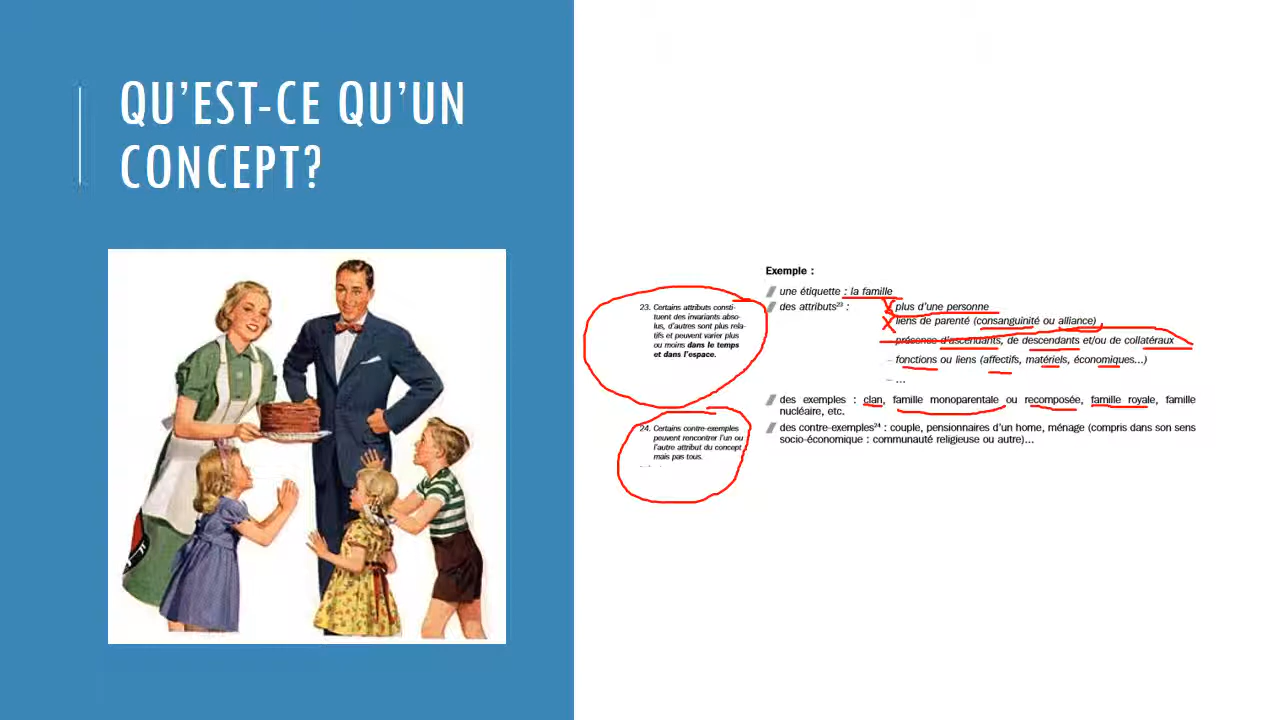 QU'EST-CE QU'UN
CONCEPT?
Exemple :
une étiquette : la famille
des attributs²³ :
plus d'une personne
liens de parenté (consanguinité ou alliance)
présence d'ascendants, de descendants et/ou de collatéraux
– fonctions ou liens (affectifs, matériels, économiques...)
– ...
des exemples : clan, famille monoparentale ou recomposée, famille royale, famille
nucléaire, etc.
des contre-exemples²⁴ : couple, pensionnaires d'un home, ménage (compris dans son sens
socio-économique : communauté religieuse ou autre)...
23. Certains attributs consti-
tuent des invariants abso-
lus, d'autres sont plus rela-
tifs et peuvent varier plus
ou moins dans le temps
et dans l'espace.
24. Certains contre-exemples
peuvent rencontrer l'un ou
l'autre attribut du concept
mais pas tous.